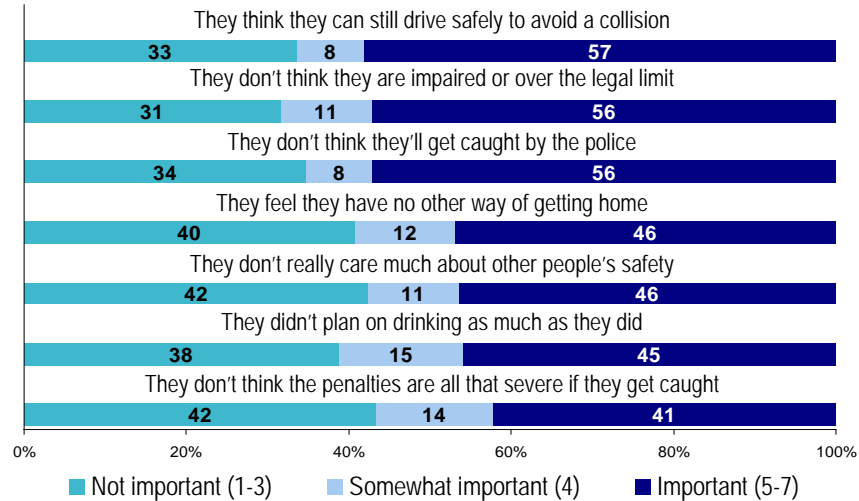 They think they can still drive safely to avoid a collision
33 8 57
They don't think they are impaired or over the legal limit
31 11 56
They don't think they'll get caught by the police
34 8 56
They feel they have no other way of getting home
40 12 46
They don't really care much about other people's safety
42 11 46
They didn't plan on drinking as much as they did
38 15 45
They don't think the penalties are all that severe if they get caught
42 14 41
0% 20% 40% 60% 80% 100%
Not important (1-3) Somewhat important (4) Important (5-7)